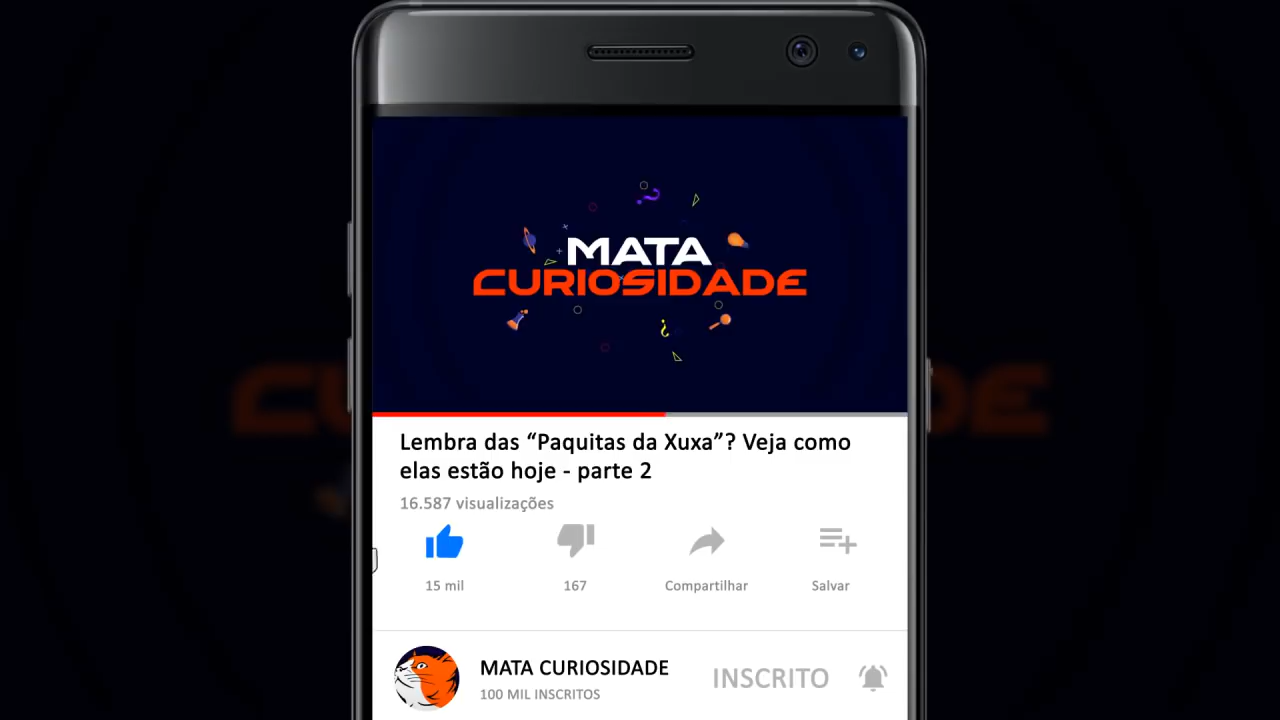 MATA
CURIOSIDADE
Lembra das “Paquitas da Xuxa”? Veja como
elas estão hoje - parte 2
16.587 visualizações
15 mil
167
Compartilhar
Salvar
MATA CURIOSIDADE
INSCRITO
100 MIL INSCRITOS